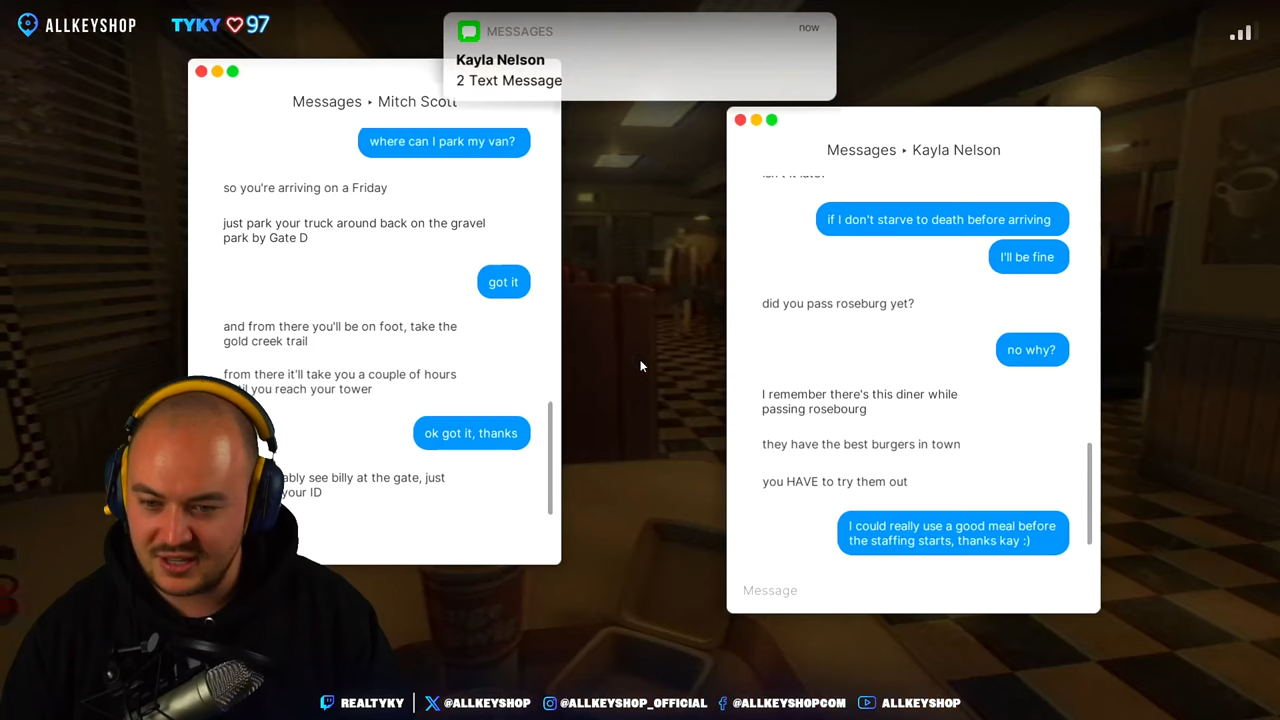 ALLKEYSHOP
TYKY 97
MESSAGES
now
Kayla Nelson
2 Text Message
Messages ‣ Mitch Scott
where can I park my van?
so you're arriving on a Friday
just park your truck around back on the gravel
park by Gate D
got it
and from there you'll be on foot, take the
gold creek trail
from there it'll take you a couple of hours
you reach your tower
ok got it, thanks
see billy at the gate, just
your ID
Messages ‣ Kayla Nelson
if I don't starve to death before arriving
I'll be fine
did you pass roseburg yet?
no why?
I remember there's this diner while
passing rosebourg
they have the best burgers in town
you HAVE to try them out
I could really use a good meal before
the staffing starts, thanks kay :)
Message
REALTYKY
@ALLKEYSHOP
@ALLKEYSHOP_OFFICIAL
@ALLKEYSHOPCOM
ALLKEYSHOP